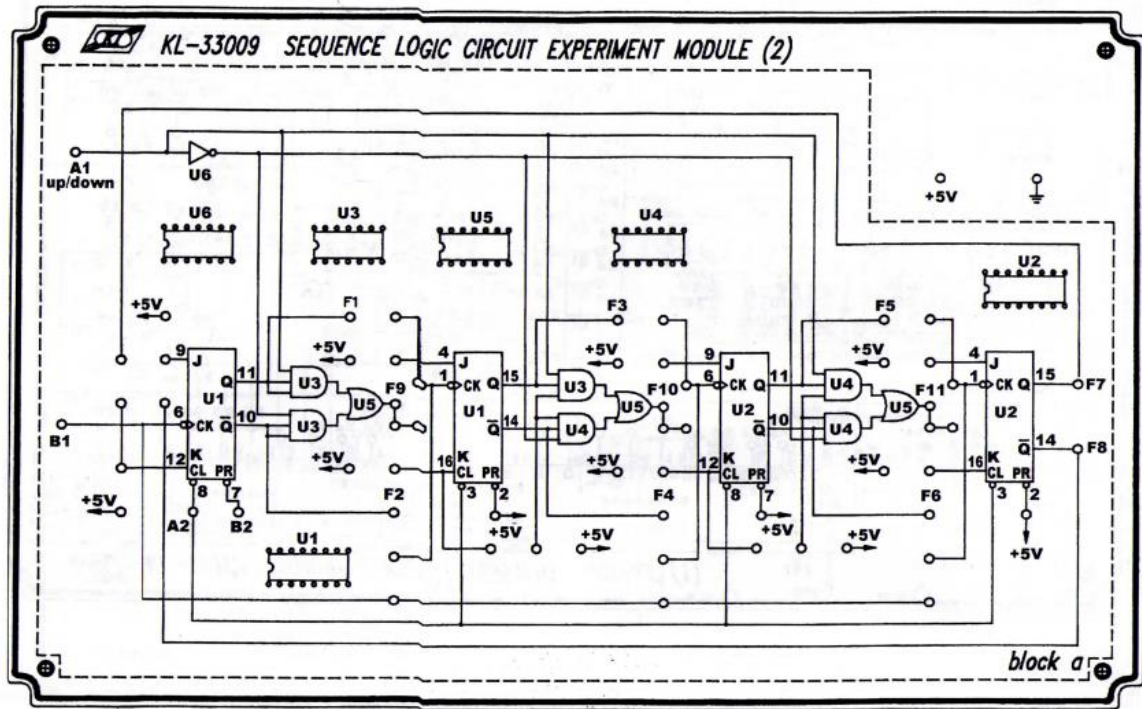 KL-33009 SEQUENCE LOGIC CIRCUIT EXPERIMENT MODULE (2)
A1
up/down
U6
+5V
U6
U3
U5
U4
U2
+5V
F1
F3
F5
+5V
+5V
+5V
9 J
U1
Q 11
6 CK
Q̅ 10
12 K
CL PR
8 7
U3
U3
U5
F9
4 J
1 CK
U1
Q 15
Q̅ 14
16 K
CL PR
3 2
U3
U4
U5
F10
9 J
6 CK
U2
Q 11
Q̅ 10
12 K
CL PR
8 7
U4
U4
U5
F11
4 J
1 CK
U2
Q 15
Q̅ 14
16 K
CL PR
3 2
F7
F8
B1
+5V
+5V
+5V
+5V
A2
B2
F2
F4
F6
+5V
+5V
+5V
U1
block a